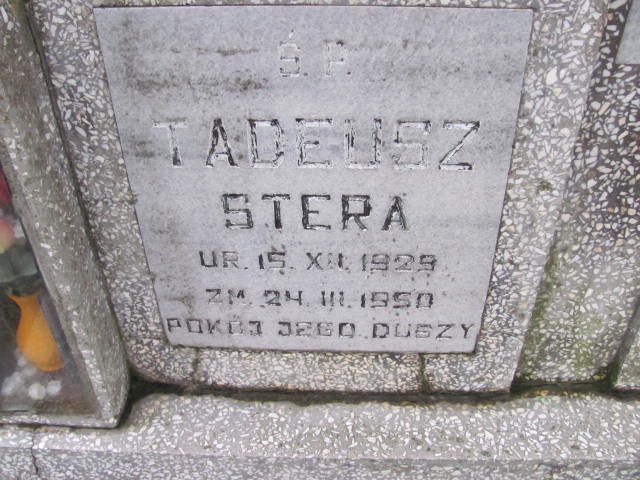 Ś. P.
TADEUSZ
STERA
UR. 15. XII. 1929
ZM. 24. III. 1950
POKÓJ JEGO DUSZY